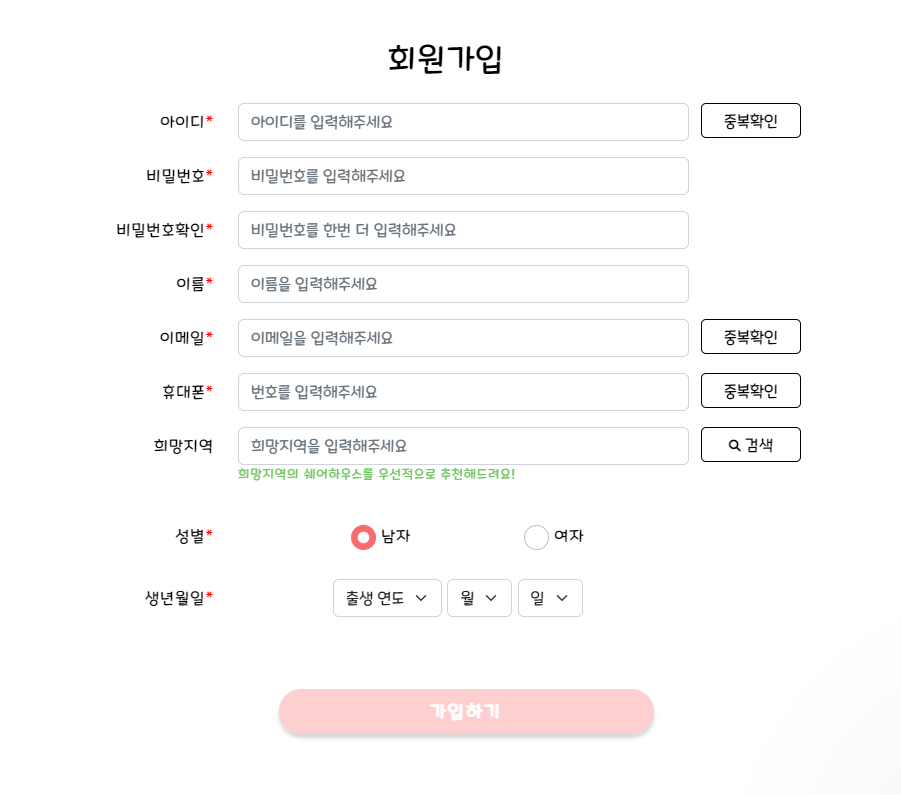 회원가입
아이디* 아이디를 입력해주세요 중복확인
비밀번호* 비밀번호를 입력해주세요
비밀번호확인* 비밀번호를 한번 더 입력해주세요
이름* 이름을 입력해주세요
이메일* 이메일을 입력해주세요 중복확인
휴대폰* 번호를 입력해주세요 중복확인
희망지역 희망지역을 입력해주세요 검색
희망지역의 쉐어하우스를 우선적으로 추천해드려요!
성별* 남자 여자
생년월일* 출생 연도 월 일
가입하기